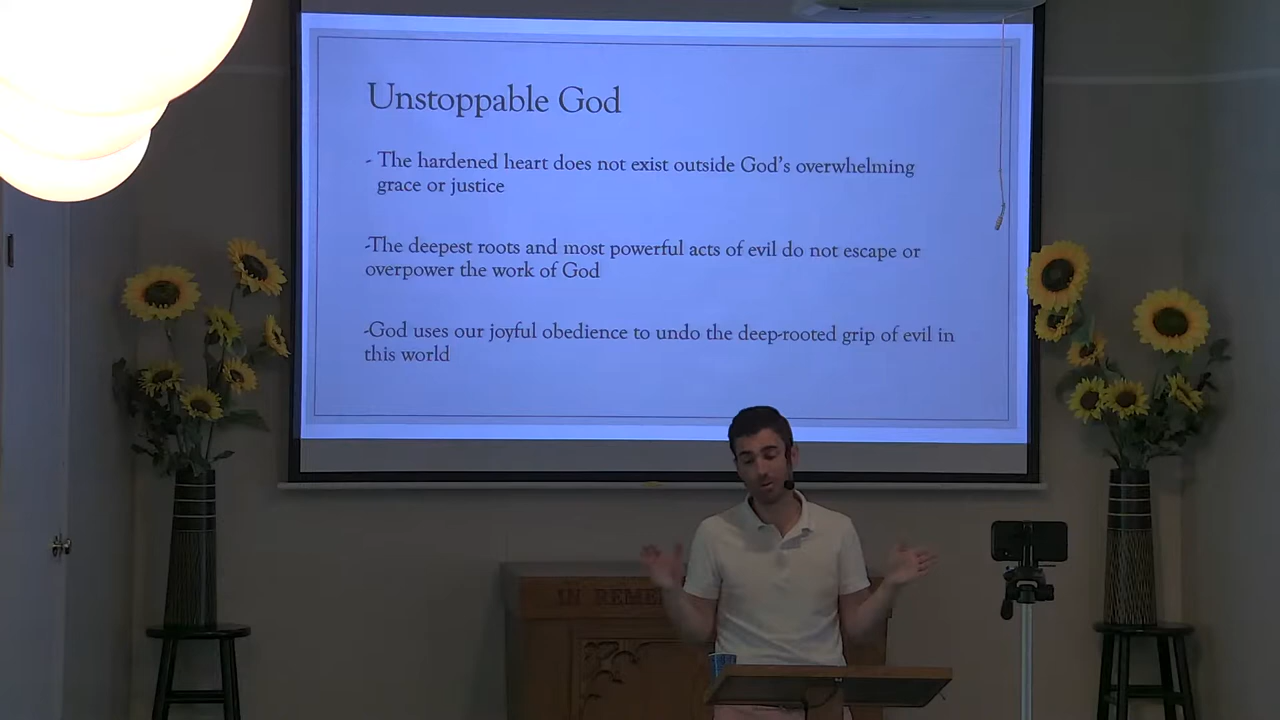 Unstoppable God
- The hardened heart does not exist outside God's overwhelming
grace or justice
-The deepest roots and most powerful acts of evil do not escape or
overpower the work of God
-God uses our joyful obedience to undo the deep-rooted grip of evil in
this world
IN